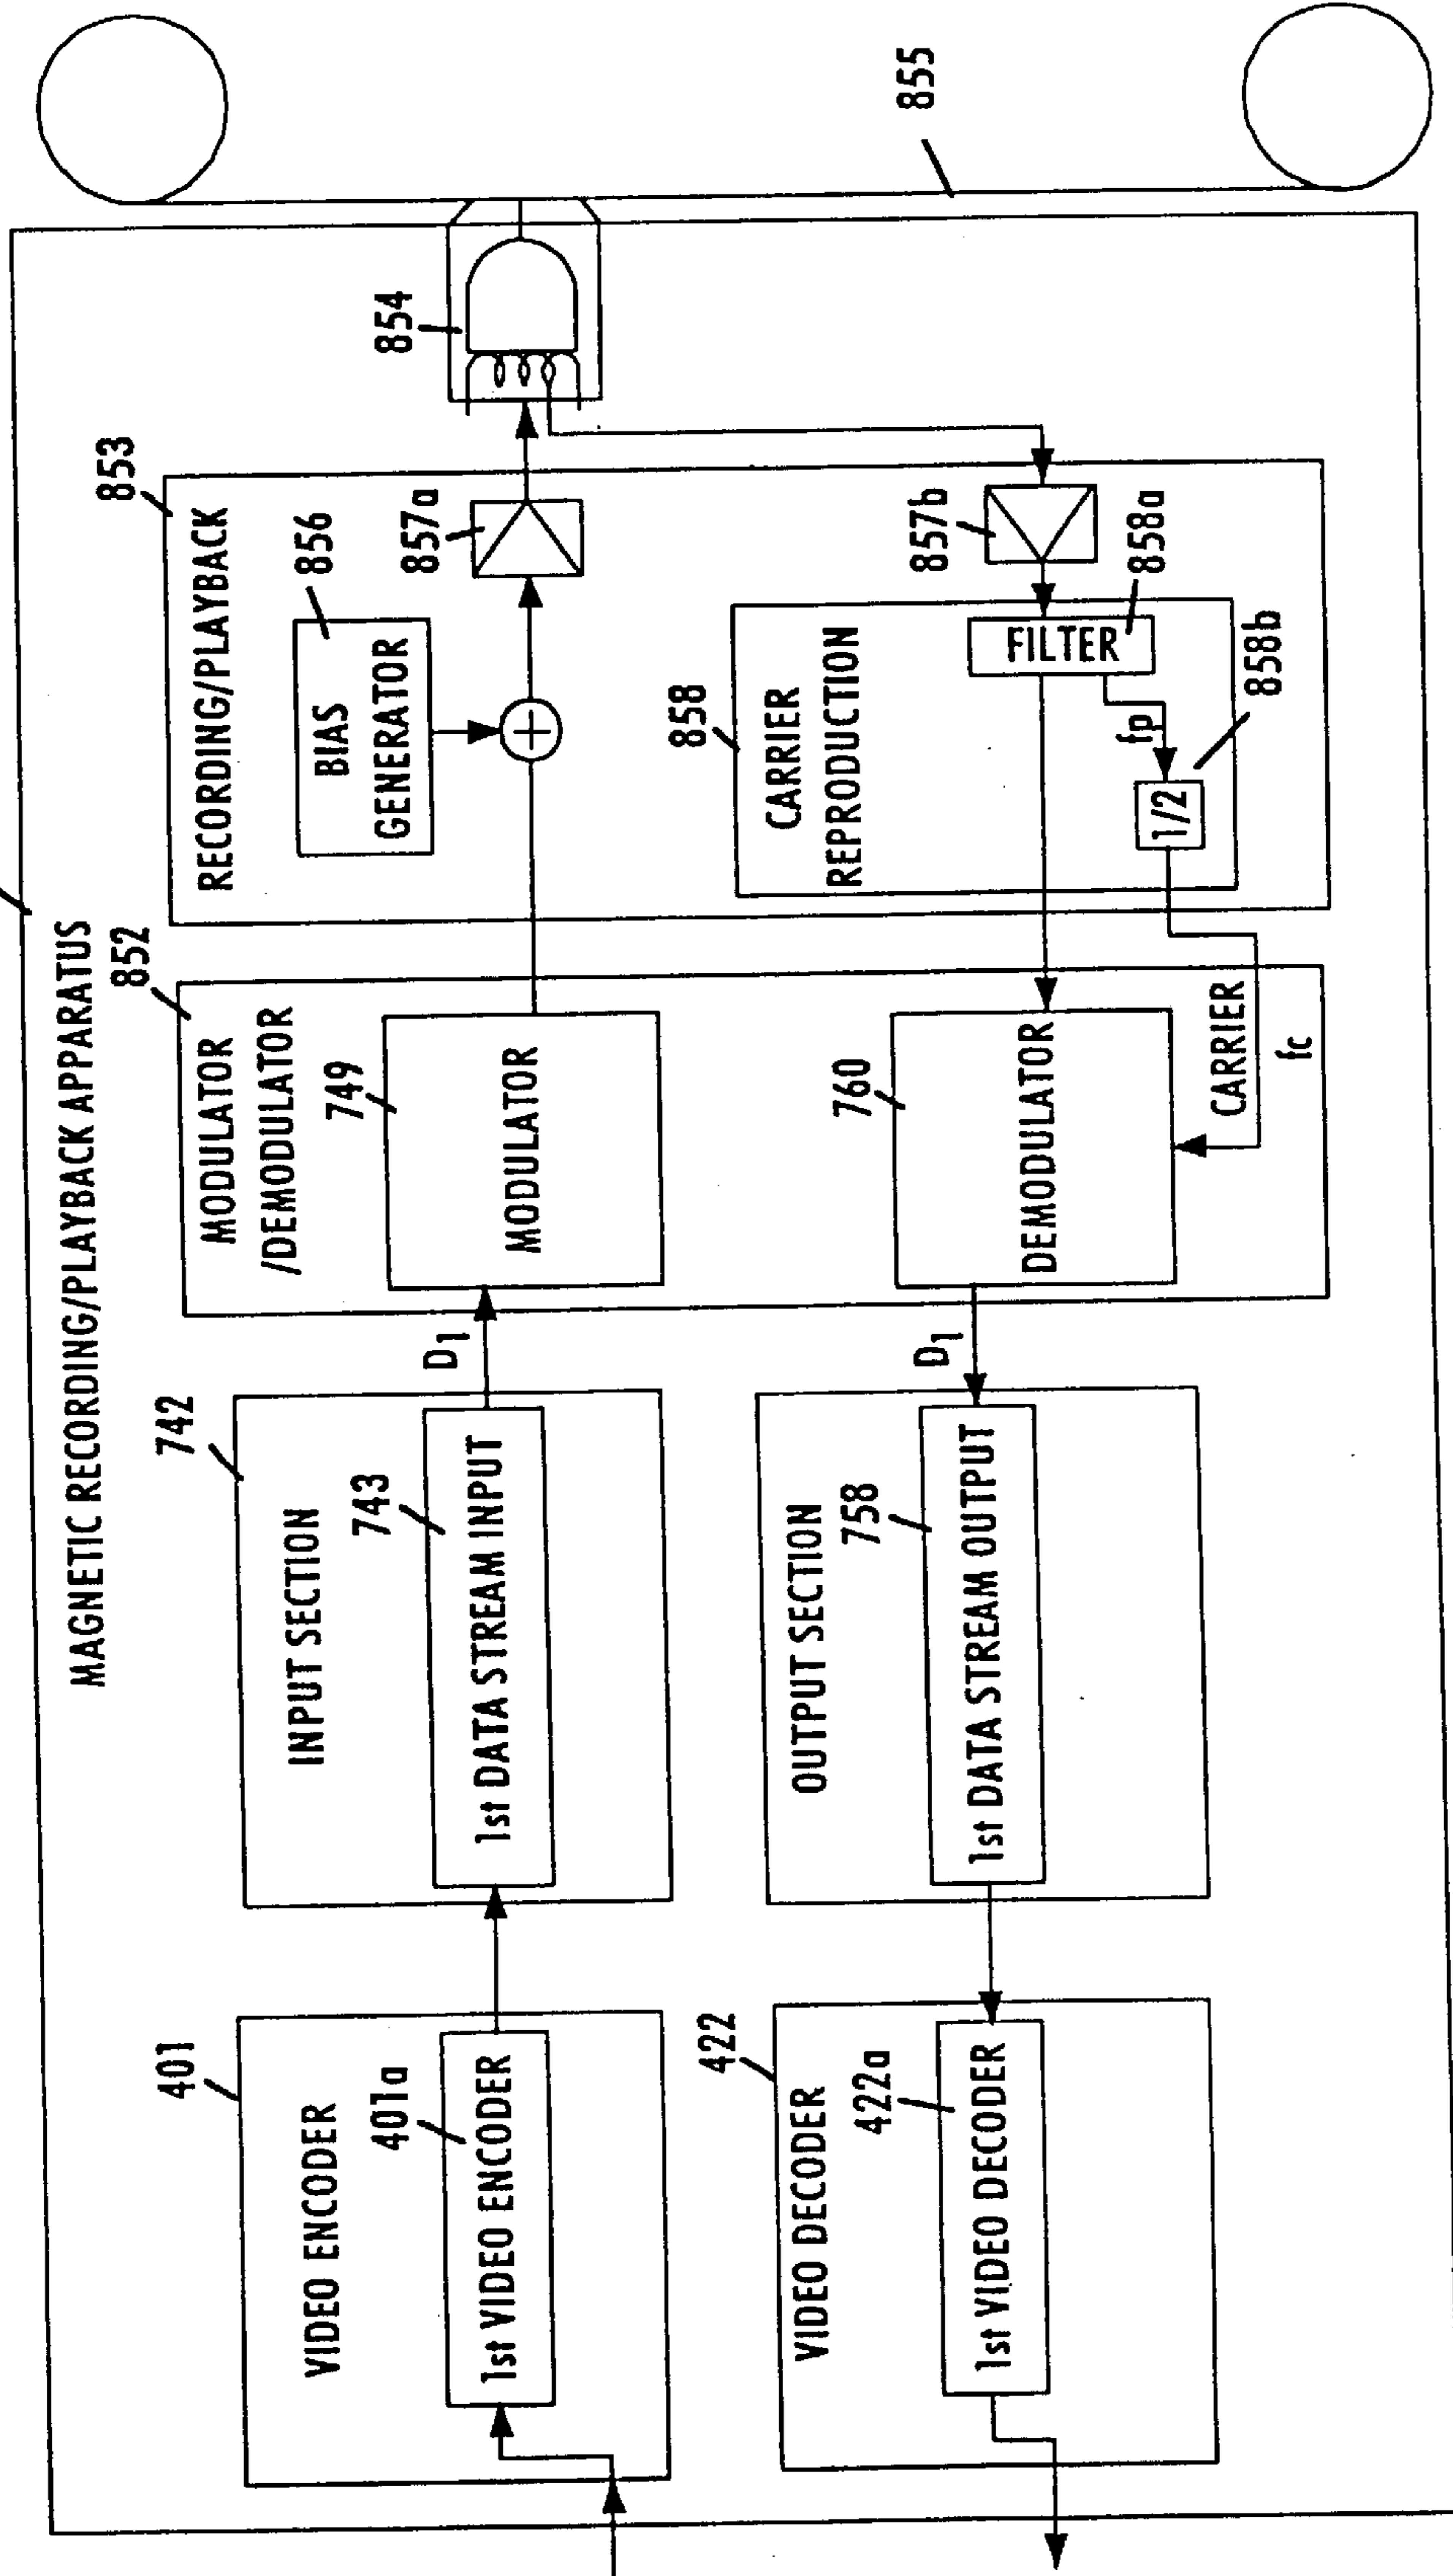 MAGNETIC RECORDING/PLAYBACK APPARATUS
401
VIDEO ENCODER
401a
1st VIDEO ENCODER
742
INPUT SECTION
743
1st DATA STREAM INPUT
D1
852
MODULATOR
/DEMODULATOR
749
MODULATOR
853
RECORDING/PLAYBACK
856
BIAS
GENERATOR
857a
854
855
422
VIDEO DECODER
422a
1st VIDEO DECODER
OUTPUT SECTION
758
1st DATA STREAM OUTPUT
D1
760
DEMODULATOR
CARRIER
fc
858
CARRIER
REPRODUCTION
857b
FILTER
858a
fp
1/2
858b